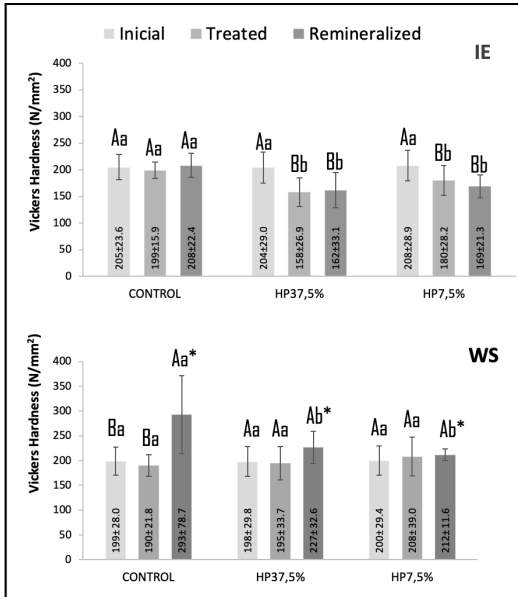 Inicial Treated Remineralized
IE
Vickers Hardness (N/mm²)
400
350
300
250
200
150
100
50
0
Aa Aa Aa Aa Bb Bb Aa Bb Bb
205±23.6 199±15.9 208±22.4 204±29.0 158±26.9 162±33.1 208±28.9 180±28.2 169±21.3
CONTROL HP37,5% HP7,5%
WS
Vickers Hardness (N/mm²)
400
350
300
250
200
150
100
50
0
Ba Ba Aa* Aa Aa Ab* Aa Aa Ab*
199±28.0 190±21.8 293±78.7 198±29.8 195±33.7 227±32.6 200±29.4 208±39.0 212±11.6
CONTROL HP37,5% HP7,5%